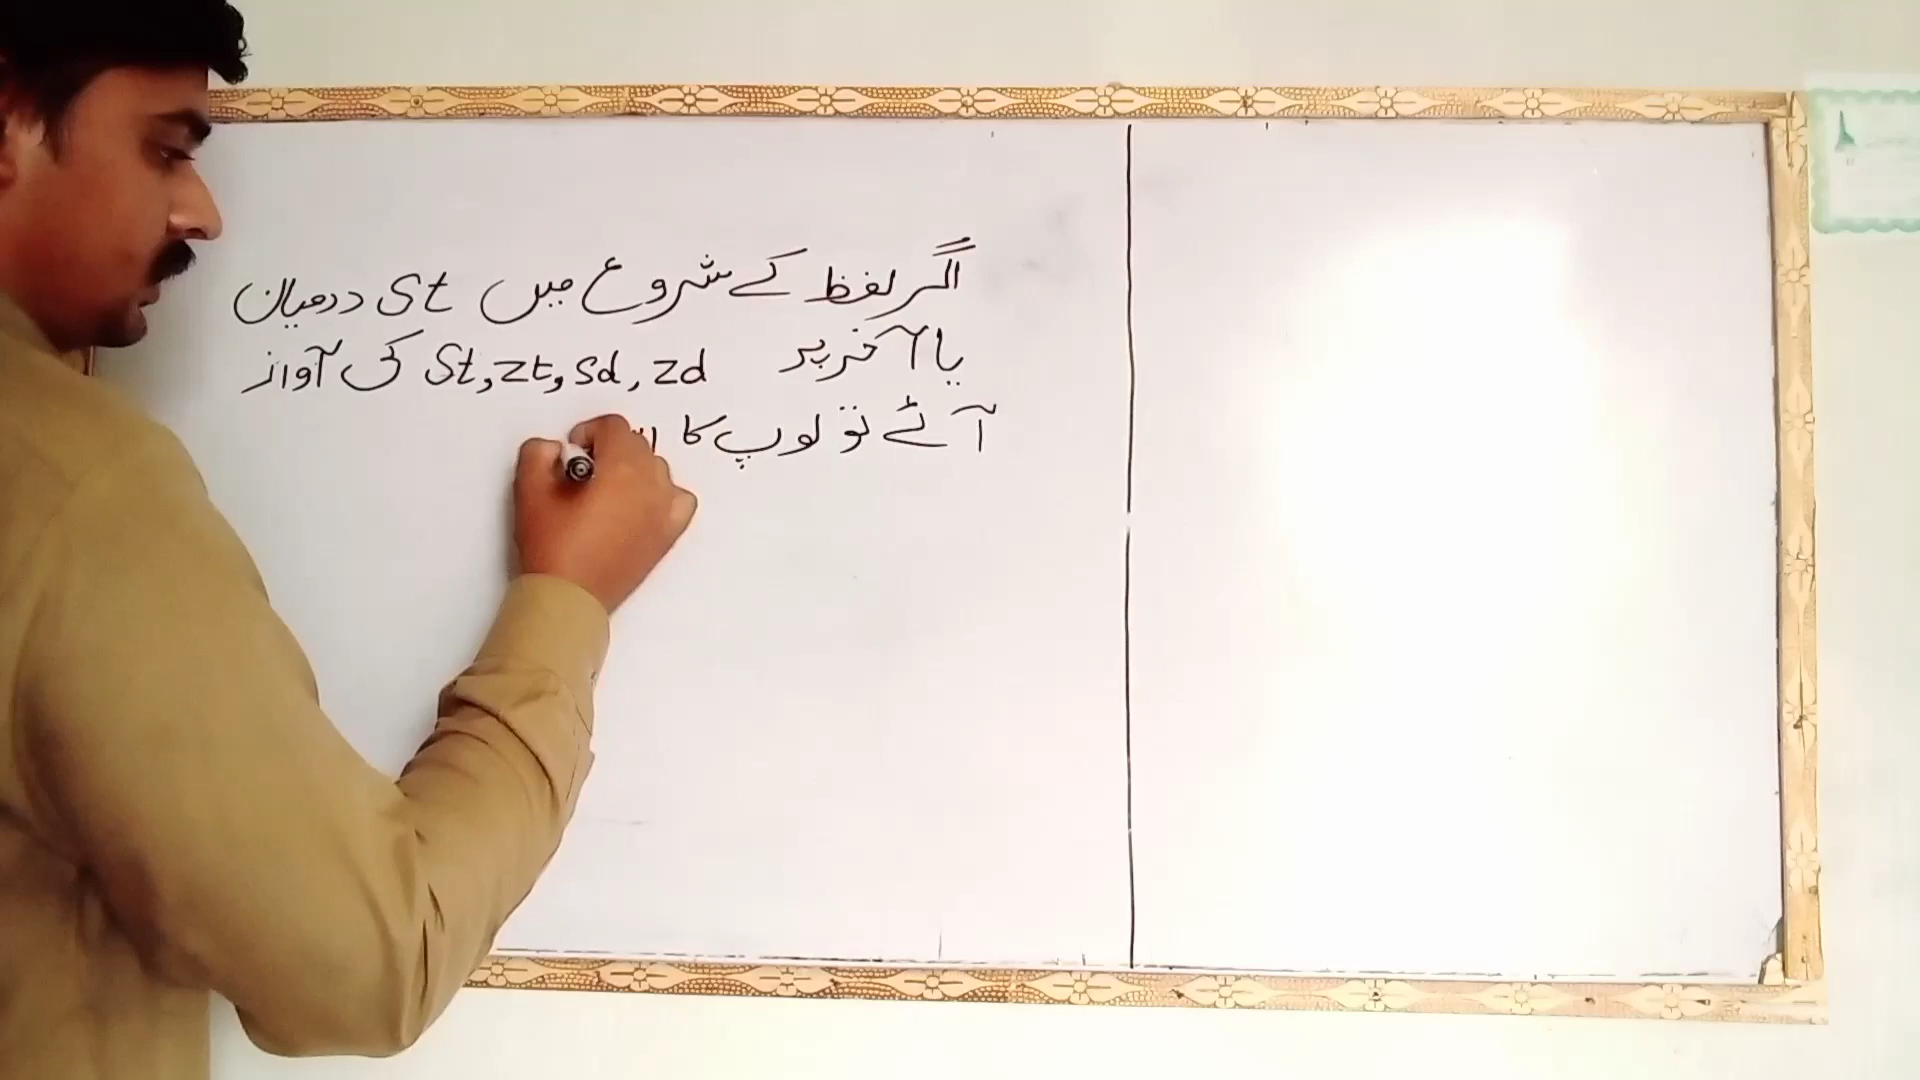 اگر لفظ کے شروع میں St درمیان
یا آخر پر St, zt, sd, zd کی آواز
آئے تو لوپ کا